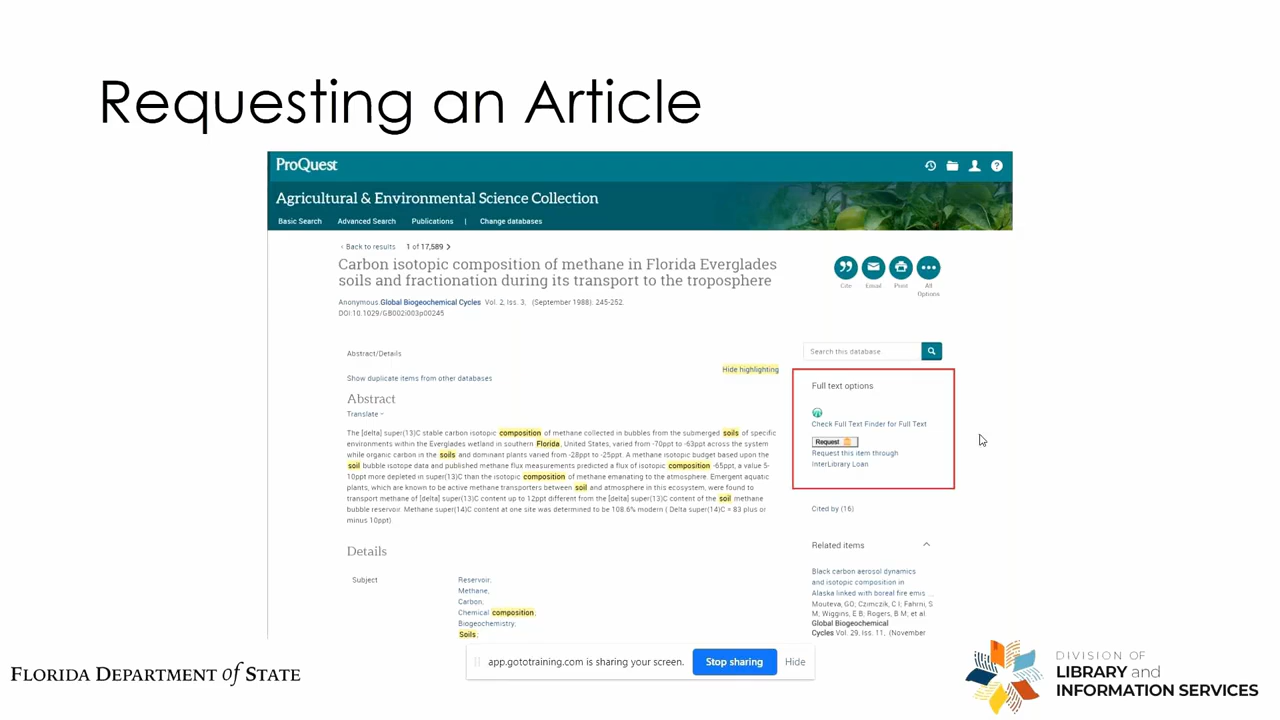 Requesting an Article
ProQuest
Agricultural & Environmental Science Collection
Basic Search Advanced Search Publications | Change databases
‹ Back to results 1 of 17,589 ›
Carbon isotopic composition of methane in Florida Everglades
soils and fractionation during its transport to the troposphere
Anonymous.Global Biogeochemical Cycles Vol. 2, Iss. 3, (September 1988). 245-252.
DOI:10.1029/GB002i003p00245
Cite Email Print All
Options
Abstract/Details
Hide highlighting
Show duplicate items from other databases
Abstract
Translate
The [delta] super(13)C stable carbon isotopic composition of methane collected in bubbles from the submerged soils of specific
environments within the Everglades wetland in southern Florida, United States, varied from -70ppt to -63ppt across the system
while organic carbon in the soils and dominant plants varied from -28ppt to -25ppt. A methane isotopic budget based upon the
soil bubble isotope data and published methane flux measurements predicted a flux of isotopic composition -65ppt, a value 5-
10ppt more depleted in super(13)C than the isotopic composition of methane emanating to the atmosphere. Emergent aquatic
plants, which are known to be active methane transporters between soil and atmosphere in this ecosystem, were found to
transport methane of [delta] super(13)C content up to 12ppt different from the [delta] super(13)C content of the soil methane
bubble reservoir. Methane super(14)C content at one site was determined to be 108.6% modern ( Delta super(14)C = 83 plus or
minus 10ppt)
Details
Subject Reservoir;
Methane;
Carbon;
Chemical composition;
Biogeochemistry;
Soils;
Search this database
Full text options
Check Full Text Finder for Full Text
Request
Request this item through
InterLibrary Loan
Cited by (16)
Related items
Black carbon aerosol dynamics
and isotopic composition in
Alaska linked with boreal fire emis ...
Mouteva, GO; Czimczik, C I; Fahrni, S
M; Wiggins, E B; Rogers, B M; et al.
Global Biogeochemical
Cycles Vol. 29, Iss. 11, (November
app.gototraining.com is sharing your screen. Stop sharing Hide
FLORIDA DEPARTMENT of STATE
DIVISION OF
LIBRARY and
INFORMATION SERVICES